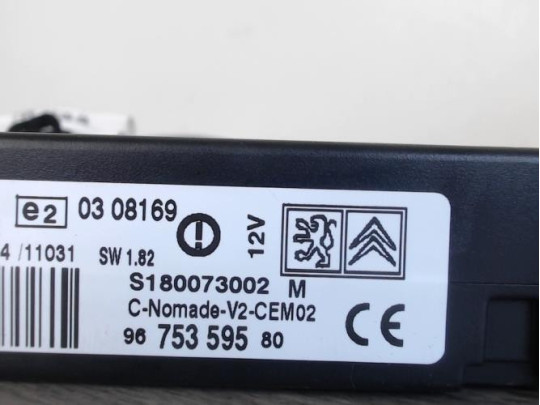 e2 03 08169
12V
4 /11031 SW 1.82
S180073002 M
C-Nomade-V2-CEM02
96 753 595 80
CE